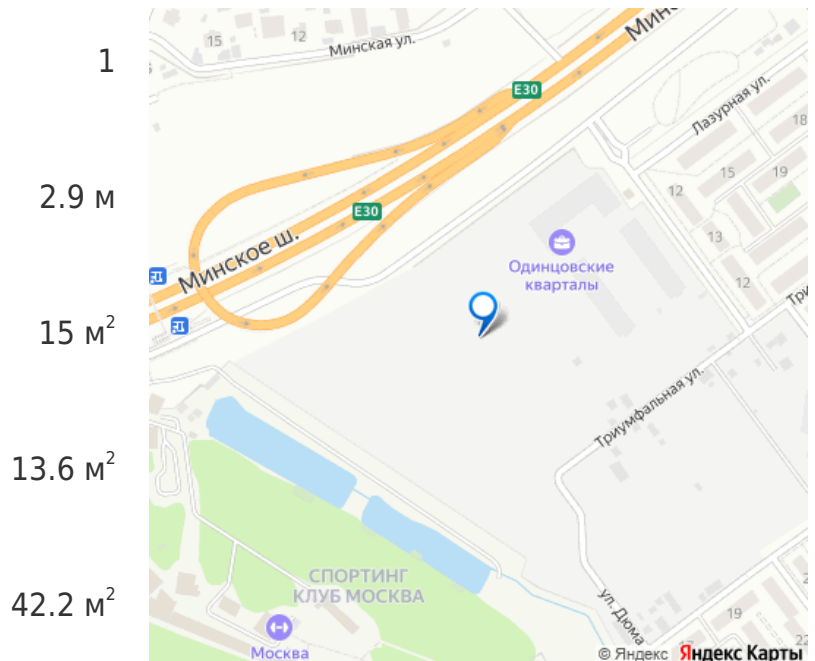 1
2.9 м
15 м²
13.6 м²
42.2 м²
15
12
Минская ул.
E30
Лазурная ул.
18
15
19
12
13
12
E30
Минское ш.
Одинцовские
кварталы
Триумфальная ул.
СПОРТИНГ
КЛУБ МОСКВА
Москва
ул. Дюма
19
© Яндекс Яндекс Карты